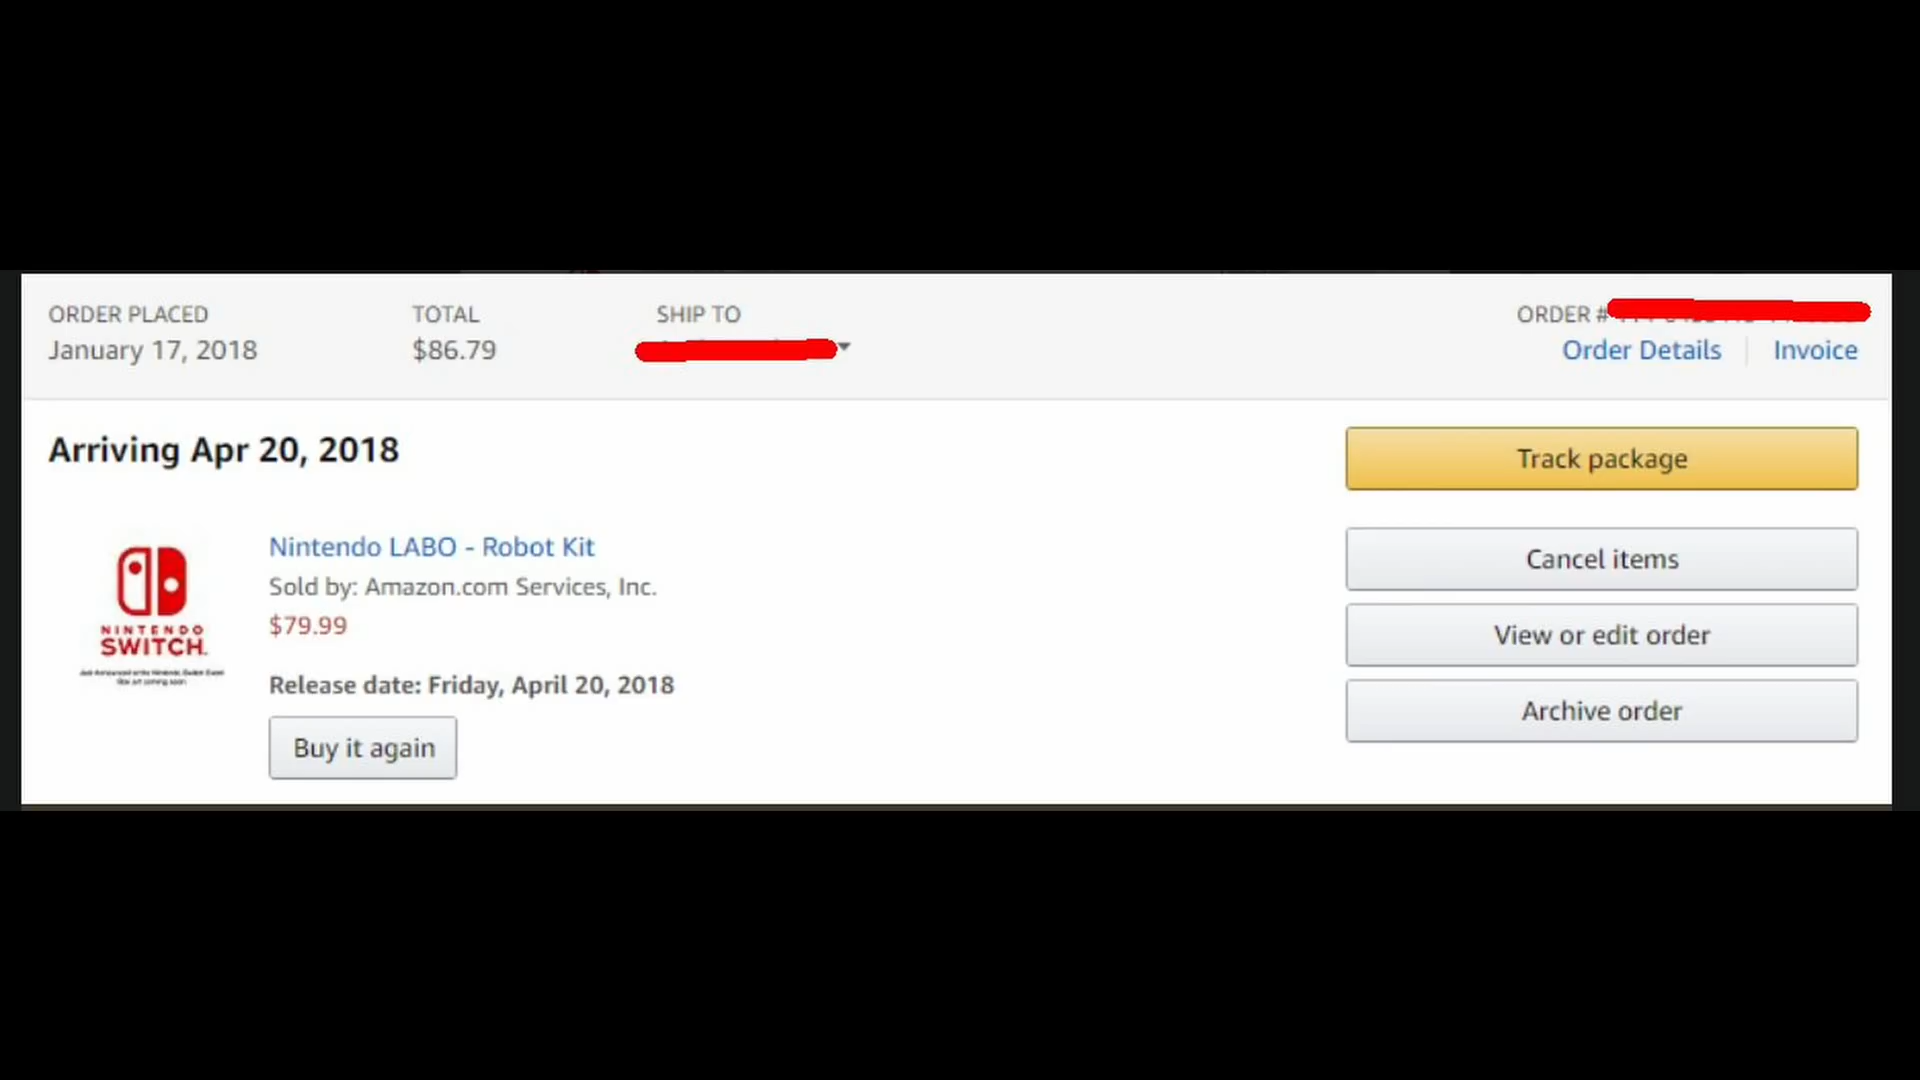 ORDER PLACED
January 17, 2018
TOTAL
$86.79
SHIP TO
ORDER #
Order Details
Invoice
Arriving Apr 20, 2018
Track package
NINTENDO
SWITCH.
Nintendo LABO - Robot Kit
Sold by: Amazon.com Services, Inc.
$79.99
Release date: Friday, April 20, 2018
Buy it again
Cancel items
View or edit order
Archive order